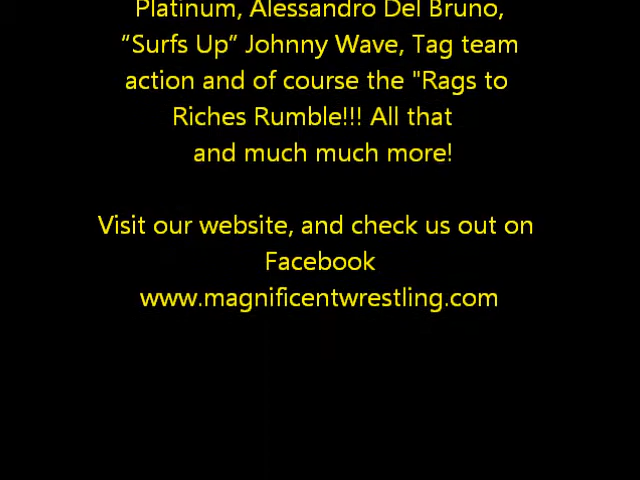 Platinum, Alessandro Del Bruno,
“Surfs Up” Johnny Wave, Tag team
action and of course the "Rags to
Riches Rumble!!! All that
and much much more!
Visit our website, and check us out on
Facebook
www.magnificentwrestling.com